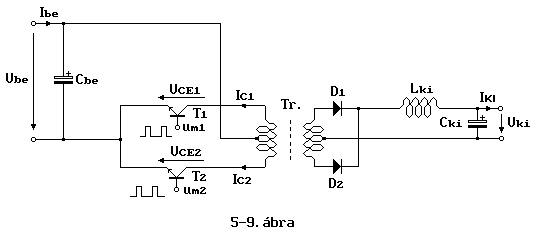 Ibe
Ube
+
Cbe
UCE1
T1
Um1
IC1
Tr.
D1
Lki
IKI
+
Cki
Uki
UCE2
T2
Um2
IC2
D2
5-9.ábra